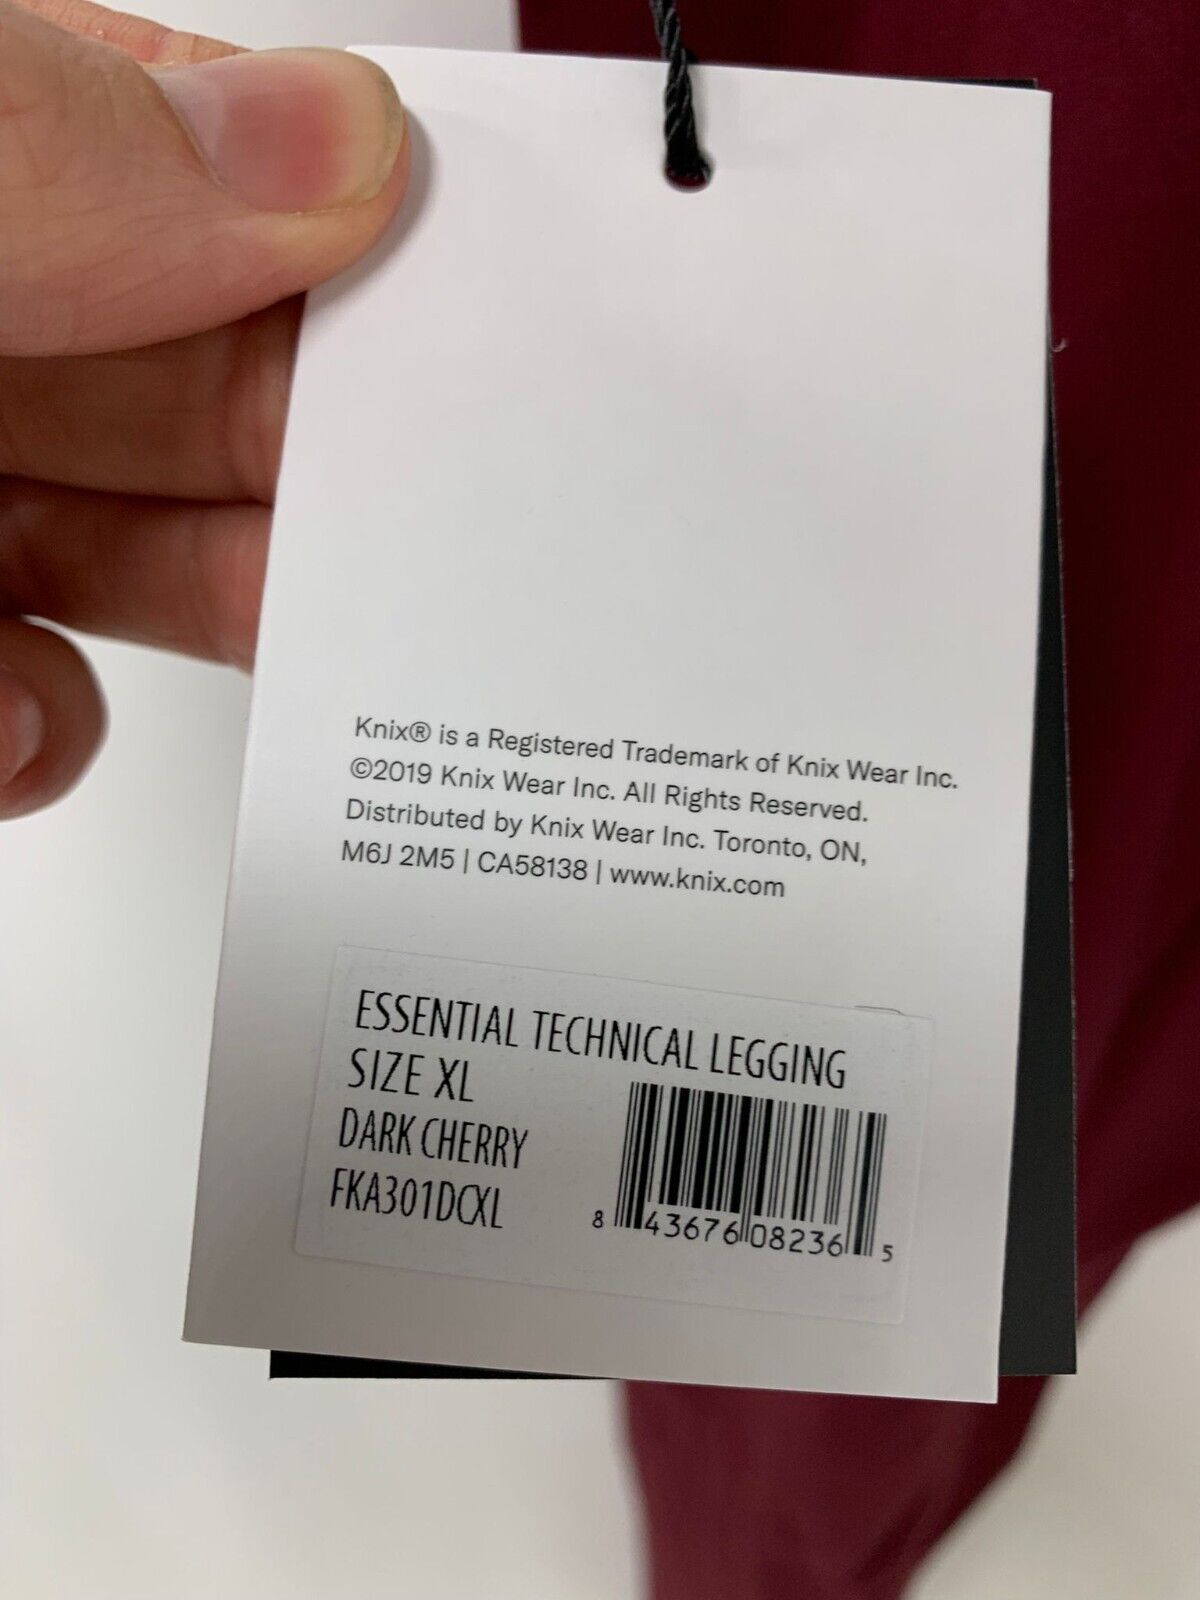 Knix® is a Registered Trademark of Knix Wear Inc.
©2019 Knix Wear Inc. All Rights Reserved.
Distributed by Knix Wear Inc. Toronto, ON,
M6J 2M5 | CA58138 | www.knix.com
ESSENTIAL TECHNICAL LEGGING
SIZE XL
DARK CHERRY
FKA301DCXL
8 43676 08236 5